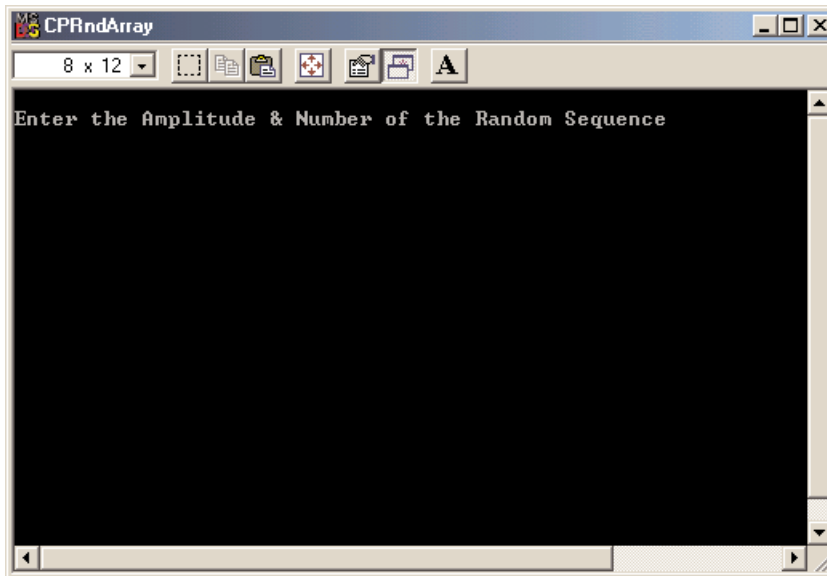 CPRndArray
8 x 12
A
Enter the Amplitude & Number of the Random Sequence